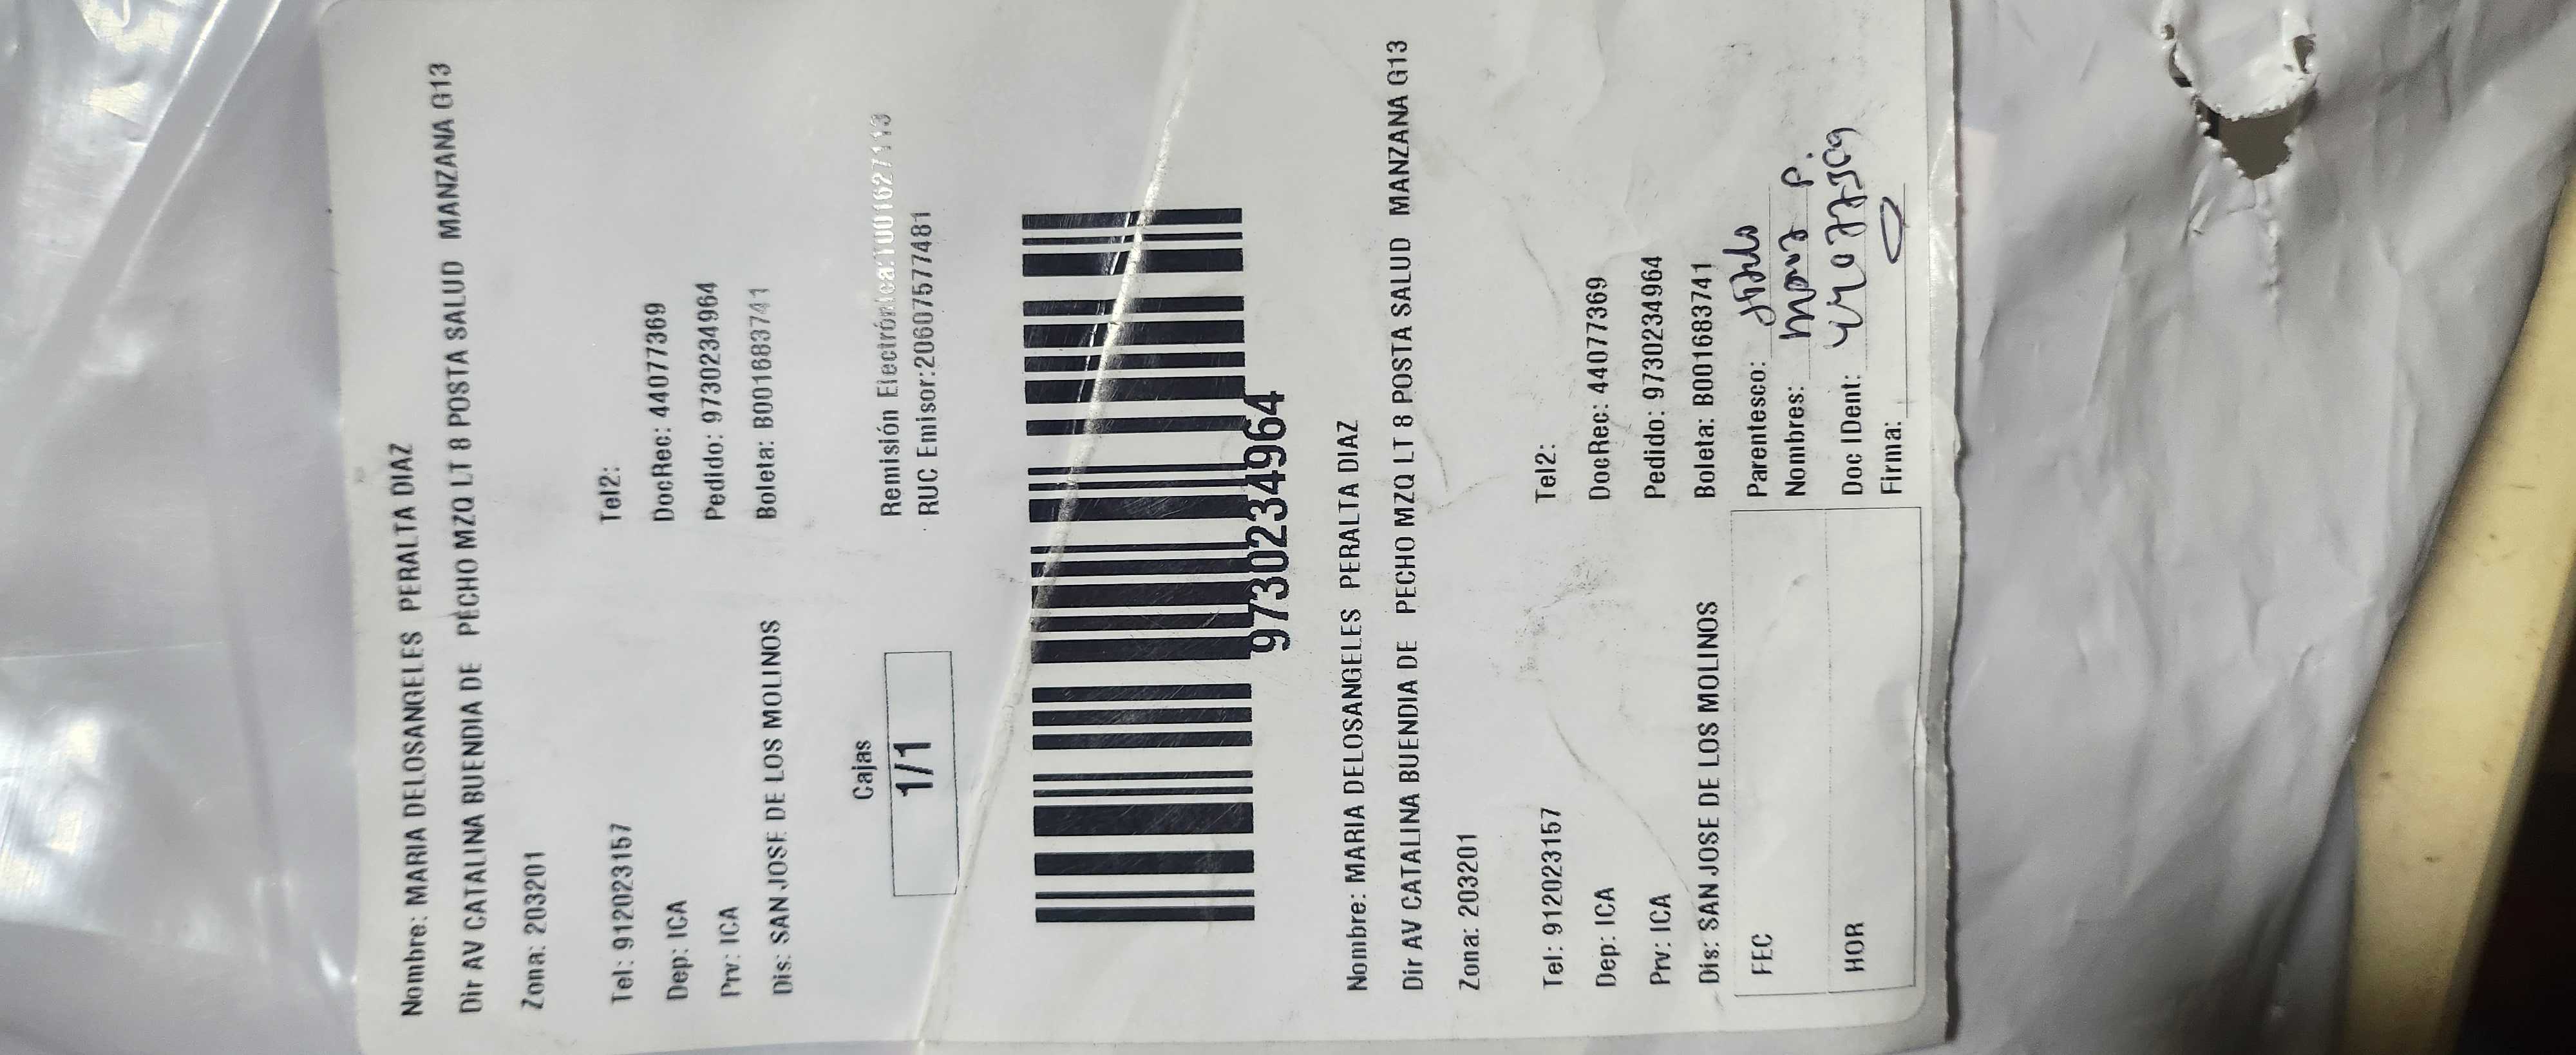 Nombre: MARIA DELOSANGELES PERALTA DIAZ
Dir AV CATALINA BUENDIA DE PECHO MZQ LT 8 POSTA SALUD MANZANA G13
Zona: 203201
Tel: 912023157 Tel2:
Dep: ICA DocRec: 44077369
Prv: ICA Pedido: 9730234964
Dis: SAN JOSE DE LOS MOLINOS Boleta: B001683741
Cajas
1/1
Remisión Electrónica:T001627113
RUC Emisor:20607577481
9730234964
Nombre: MARIA DELOSANGELES PERALTA DIAZ
Dir AV CATALINA BUENDIA DE PECHO MZQ LT 8 POSTA SALUD MANZANA G13
Zona: 203201
Tel: 912023157 Tel2:
Dep: ICA DocRec: 44077369
Prv: ICA Pedido: 9730234964
Dis: SAN JOSE DE LOS MOLINOS Boleta: B001683741
FEC
HOR
Parentesco: titulo
Nombres: P.
Doc IDent:
Firma: